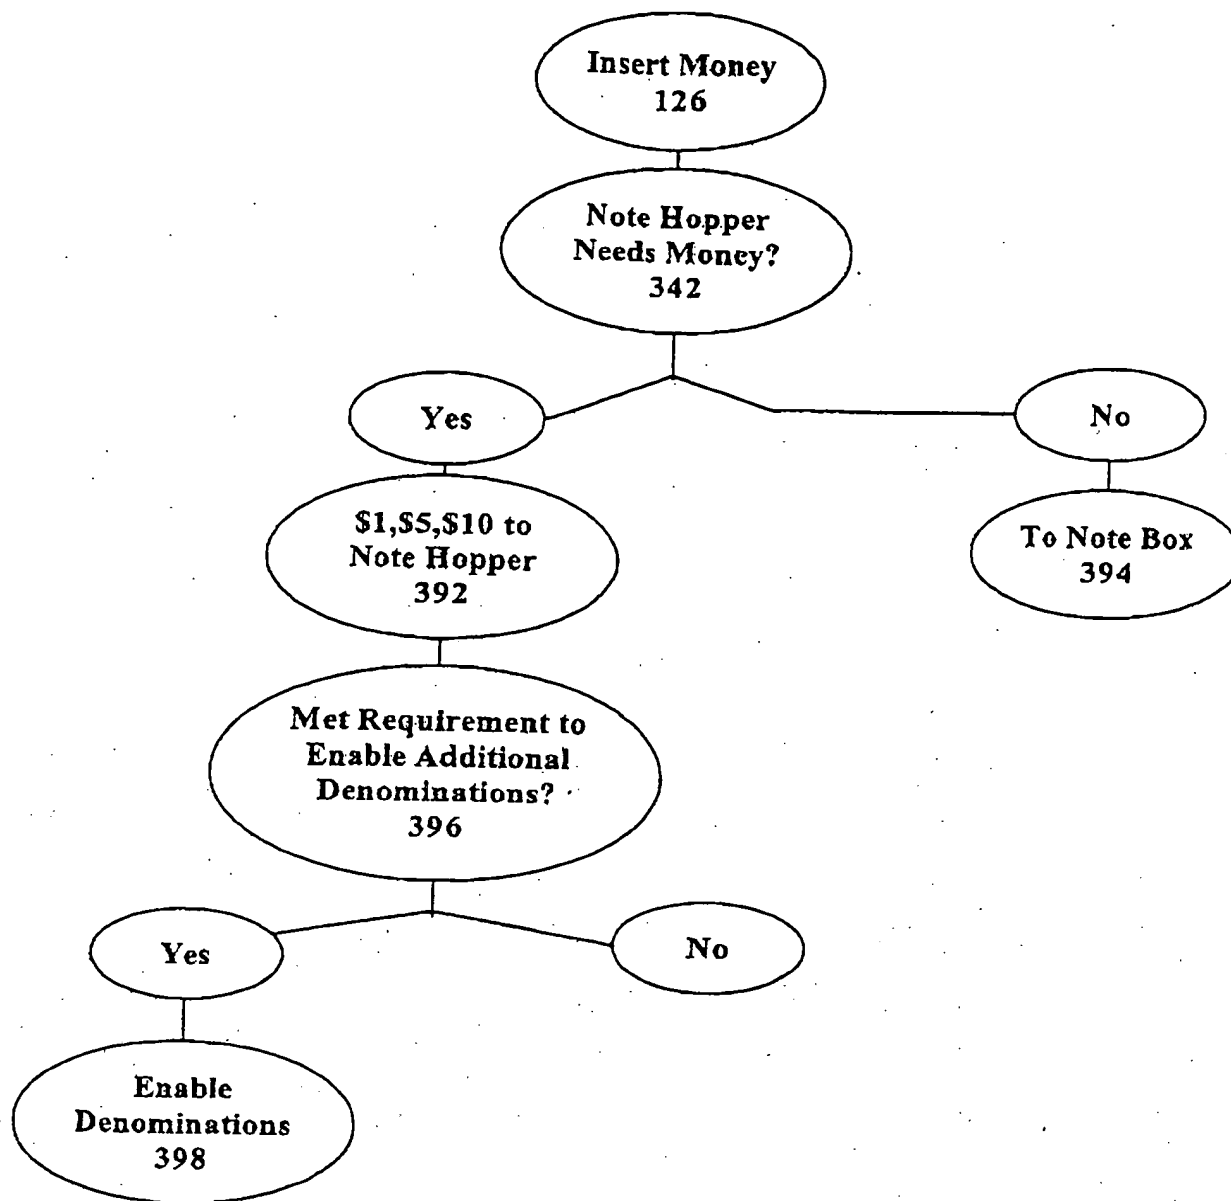 Insert Money
126
Note Hopper
Needs Money?
342
Yes
No
$1,$5,$10 to
Note Hopper
392
To Note Box
394
Met Requirement to
Enable Additional
Denominations?
396
Yes
No
Enable
Denominations
398